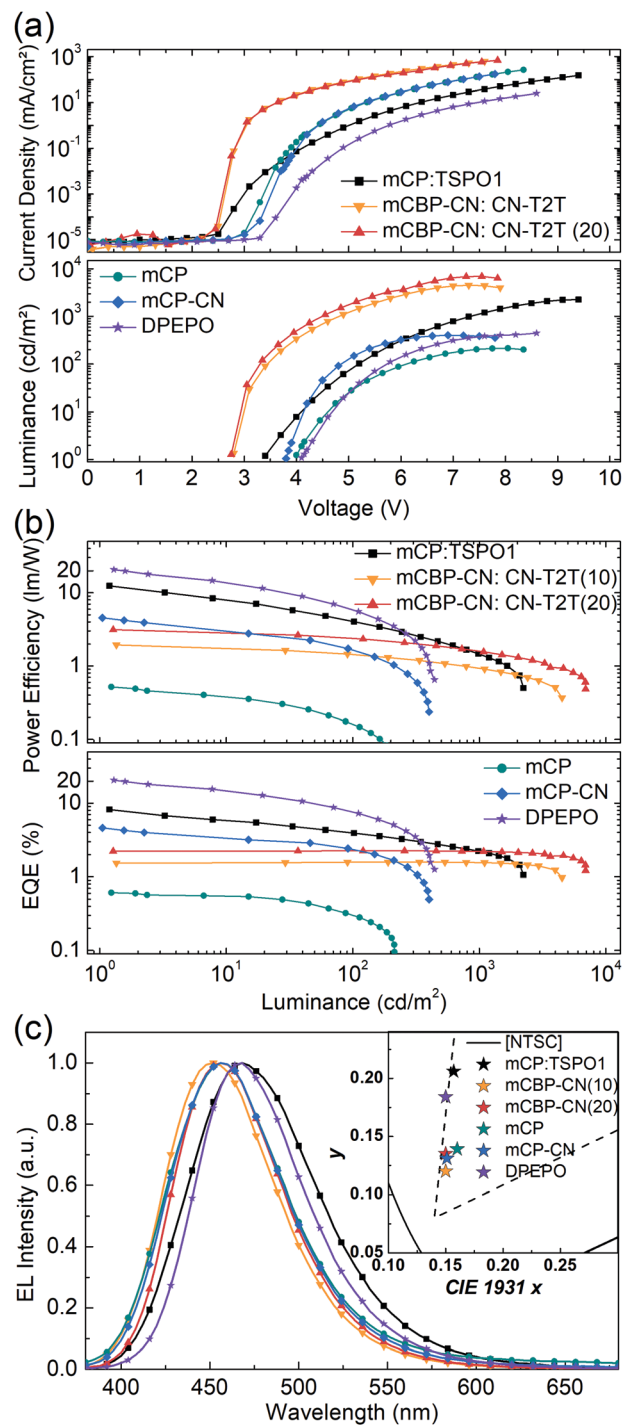 (a)
Current Density (mA/cm²)
10³
10¹
10⁻¹
10⁻³
10⁻⁵
mCP:TSPO1
mCBP-CN: CN-T2T
mCBP-CN: CN-T2T (20)
Luminance (cd/m²)
10⁴
10³
10²
10¹
10⁰
mCP
mCP-CN
DPEPO
0 1 2 3 4 5 6 7 8 9 10
Voltage (V)
(b)
Power Efficiency (lm/W)
20
10
1
0.1
mCP:TSPO1
mCBP-CN: CN-T2T(10)
mCBP-CN: CN-T2T(20)
EQE (%)
20
10
1
0.1
mCP
mCP-CN
DPEPO
10⁰ 10¹ 10² 10³ 10⁴
Luminance (cd/m²)
(c)
EL Intensity (a.u.)
1.0
0.8
0.6
0.4
0.2
0.0
[NTSC]
mCP:TSPO1
mCBP-CN(10)
mCBP-CN(20)
mCP
mCP-CN
DPEPO
y
0.20
0.15
0.10
0.05
0.10 0.15 0.20 0.25
CIE 1931 x
400 450 500 550 600 650
Wavelength (nm)